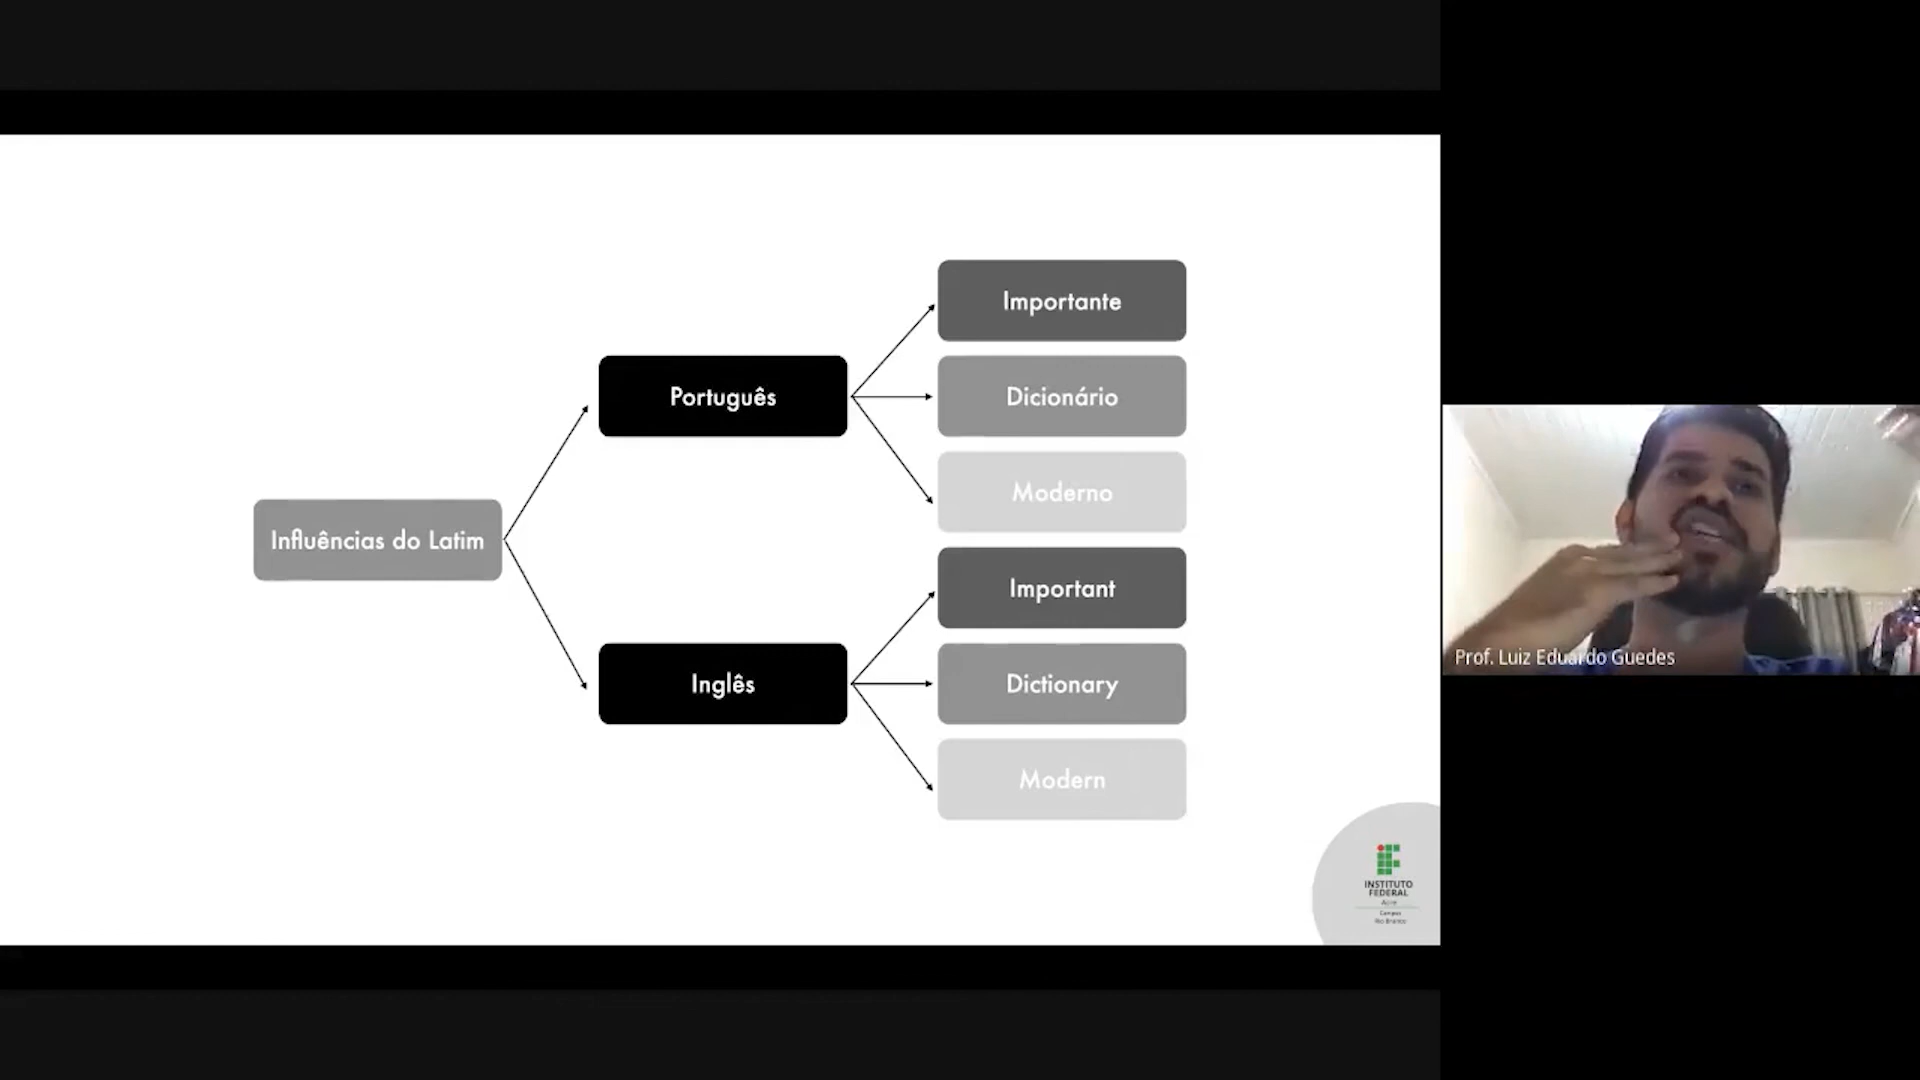 Influências do Latim
Português
Importante
Dicionário
Moderno
Inglês
Important
Dictionary
Modern
INSTITUTO
FEDERAL
Acre
Campus
Rio Branco
Prof. Luiz Eduardo Guedes